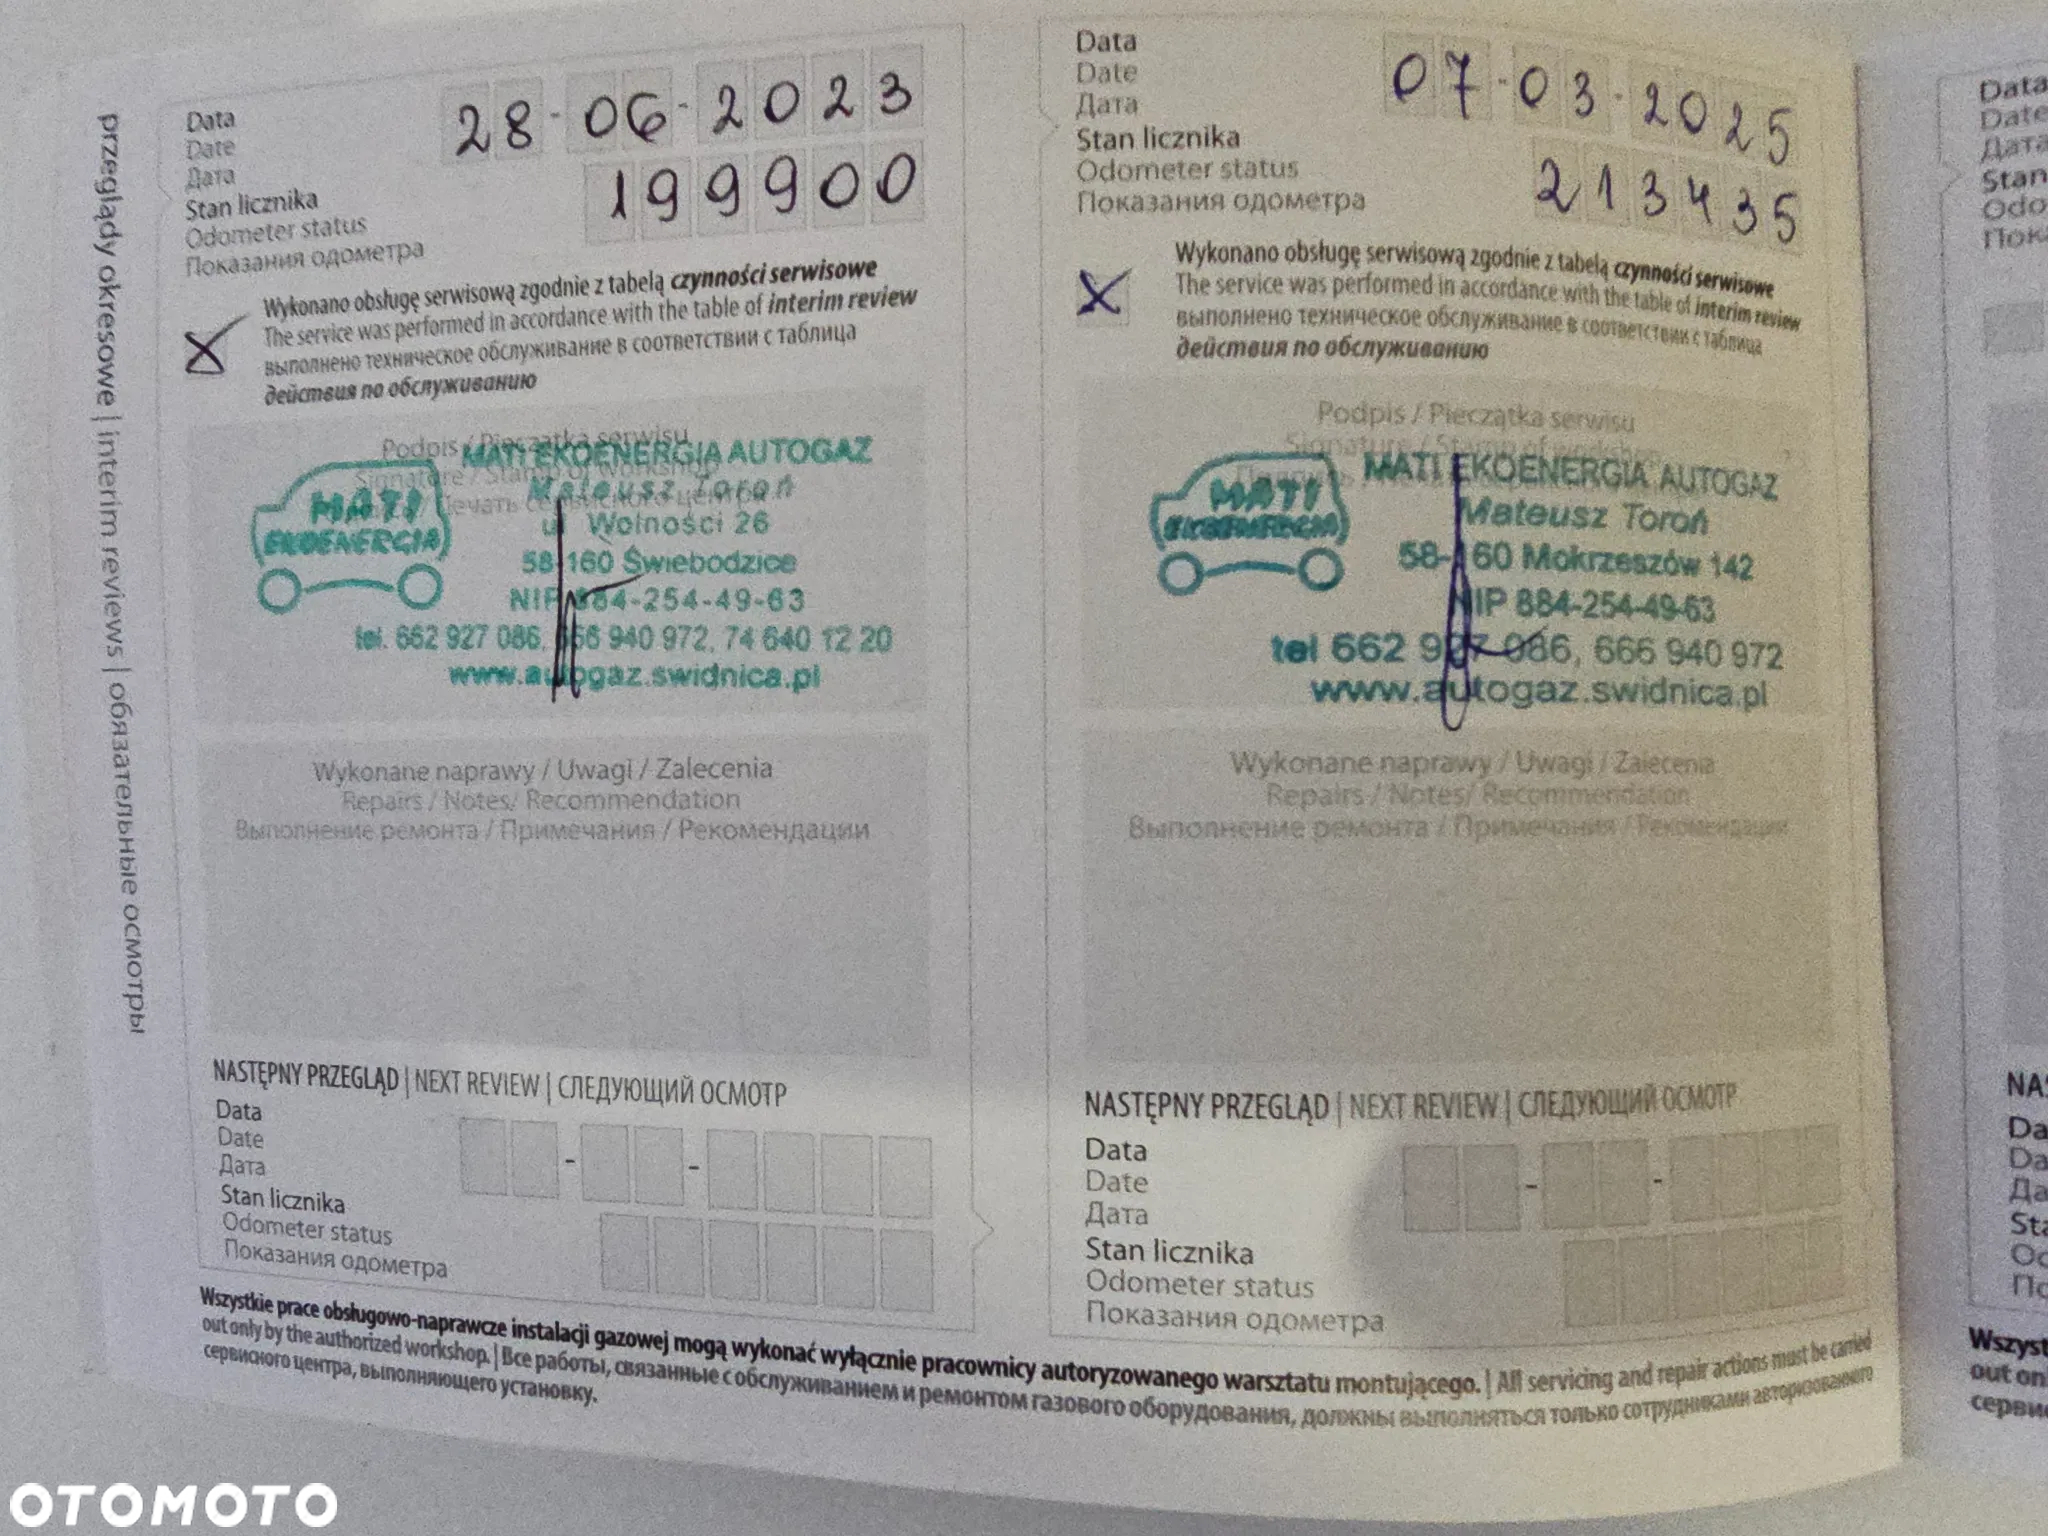 przeglądy okresowe | interim reviews | обязательные осмотры
Data
Date
Дата
28-06-2023
Stan licznika
Odometer status
Показания одометра
199900
X
Wykonano obsługę serwisową zgodnie z tabelą czynności serwisowe
The service was performed in accordance with the table of interim review
выполнено техническое обслуживание в соответствии с таблица
действия по обслуживанию
Podpis / Pieczątka serwisu
Signature / Stamp of workshop
MATI
EKOENERGIA
MATI EKOENERGIA AUTOGAZ
Mateusz Toroń
ul. Wolności 26
58-160 Świebodzice
NIP 884-254-49-63
tel. 662 927 086, 666 940 972, 74 640 12 20
www.autogaz.swidnica.pl
Wykonane naprawy / Uwagi / Zalecenia
Repairs / Notes/ Recommendation
Выполнение ремонта / Примечания / Рекомендации
NASTĘPNY PRZEGLĄD | NEXT REVIEW | СЛЕДУЮЩИЙ ОСМОТР
Data
Date
Дата
Stan licznika
Odometer status
Показания одометра
Data
Date
Дата
07-03-2025
Stan licznika
Odometer status
Показания одометра
213435
X
Wykonano obsługę serwisową zgodnie z tabelą czynności serwisowe
The service was performed in accordance with the table of interim review
выполнено техническое обслуживание в соответствии с таблица
действия по обслуживанию
Podpis / Pieczątka serwisu
Signature / Stamp of workshop
MATI
EKOENERGIA
MATI EKOENERGIA AUTOGAZ
Mateusz Toroń
58-160 Mokrzeszów 142
NIP 884-254-49-63
tel 662 927 086, 666 940 972
www.autogaz.swidnica.pl
Wykonane naprawy / Uwagi / Zalecenia
Repairs / Notes/ Recommendation
Выполнение ремонта / Примечания / Рекомендации
NASTĘPNY PRZEGLĄD | NEXT REVIEW | СЛЕДУЮЩИЙ ОСМОТР
Data
Date
Дата
Stan licznika
Odometer status
Показания одометра
Wszystkie prace obsługowo-naprawcze instalacji gazowej mogą wykonać wyłącznie pracownicy autoryzowanego warsztatu montującego. | All servicing and repair actions must be carried
out only by the authorized workshop. | Все работы, связанные с обслуживанием и ремонтом газового оборудования, должны выполняться только сотрудниками авторизованного
сервисного центра, выполняющего установку.
Data
Date
Дата
Stan
OTOMOTO